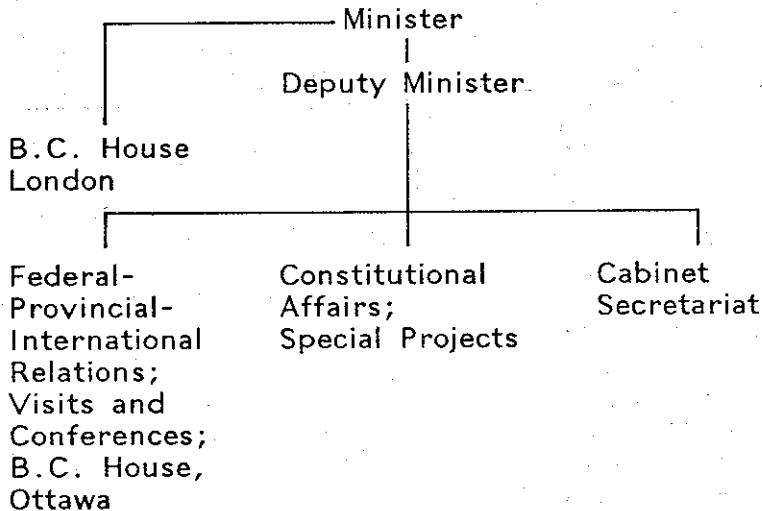 Minister
Deputy Minister
B.C. House
London
Federal-
Provincial-
International
Relations;
Visits and
Conferences;
B.C. House,
Ottawa
Constitutional
Affairs;
Special Projects
Cabinet
Secretariat